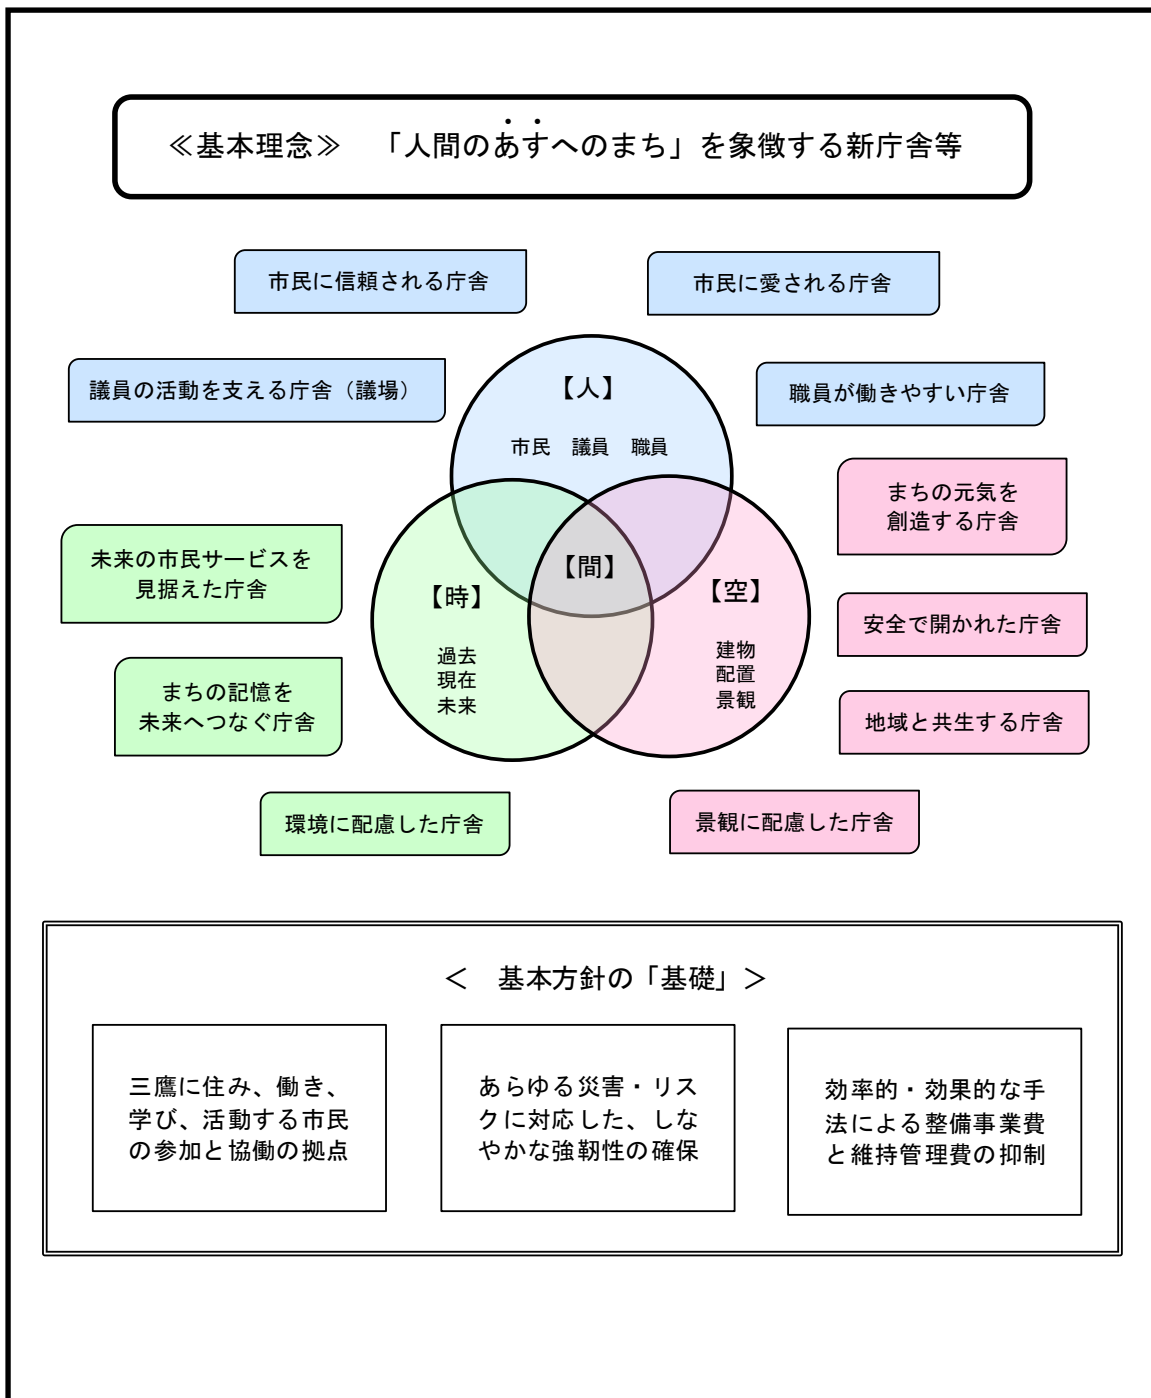 ≪基本理念≫　「人間のあすへのまち」を象徴する新庁舎等
市民に信頼される庁舎
市民に愛される庁舎
議員の活動を支える庁舎（議場）
職員が働きやすい庁舎
【人】
市民　議員　職員
まちの元気を
創造する庁舎
未来の市民サービスを
見据えた庁舎
【間】
【時】
【空】
安全で開かれた庁舎
過去
現在
未来
建物
配置
景観
まちの記憶を
未来へつなぐ庁舎
地域と共生する庁舎
環境に配慮した庁舎
景観に配慮した庁舎
＜　基本方針の「基礎」＞
三鷹に住み、働き、
学び、活動する市民
の参加と協働の拠点
あらゆる災害・リス
クに対応した、しな
やかな強靭性の確保
効率的・効果的な手
法による整備事業費
と維持管理費の抑制